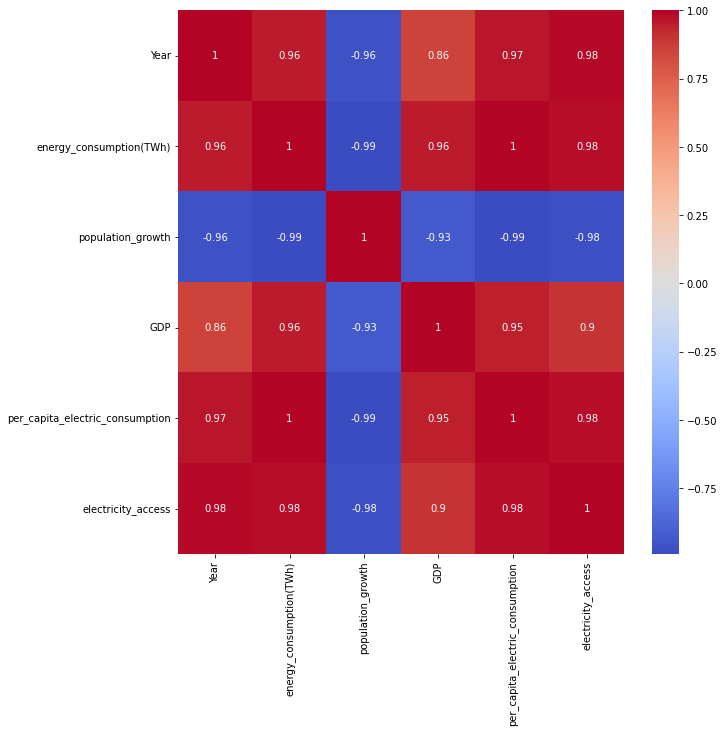 Year 1 0.96 -0.96 0.86 0.97 0.98
energy_consumption(TWh) 0.96 1 -0.99 0.96 1 0.98
population_growth -0.96 -0.99 1 -0.93 -0.99 -0.98
GDP 0.86 0.96 -0.93 1 0.95 0.9
per_capita_electric_consumption 0.97 1 -0.99 0.95 1 0.98
electricity_access 0.98 0.98 -0.98 0.9 0.98 1
Year
energy_consumption(TWh)
population_growth
GDP
per_capita_electric_consumption
electricity_access
1.00
0.75
0.50
0.25
0.00
−0.25
−0.50
−0.75